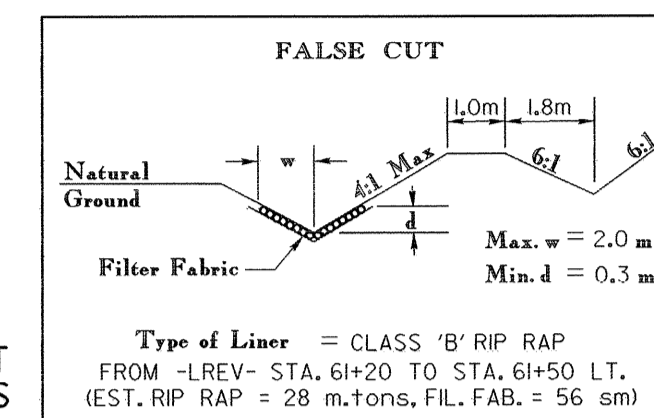 FALSE CUT
1.0m 1.8m
w
4:1 Max
6:1
6:1
Natural
Ground
d
Max. w = 2.0 m
Min. d = 0.3 m
Filter Fabric
Type of Liner = CLASS 'B' RIP RAP
FROM -LREV- STA. 61+20 TO STA. 61+50 LT.
(EST. RIP RAP = 28 m.tons, FIL. FAB. = 56 sm)
T
S